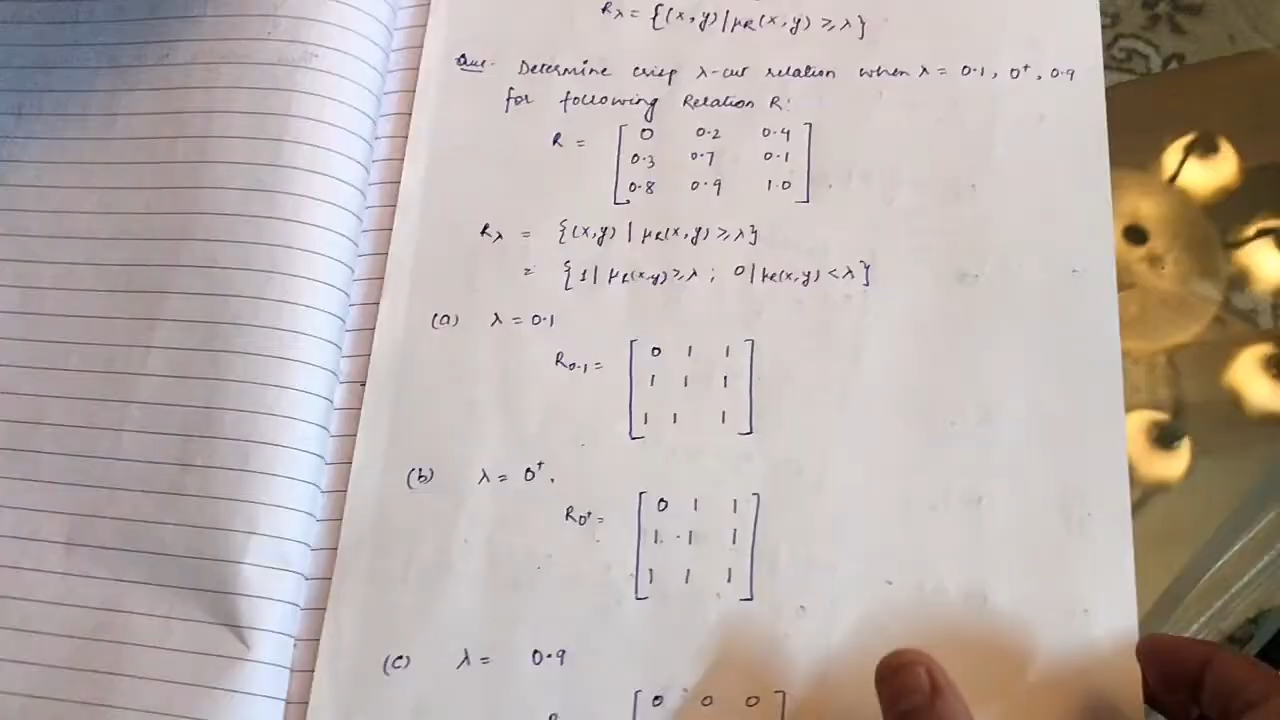 Rλ = {(x,y) | μR(x,y) ≥ λ}
Que. Determine crisp λ-cut relation when λ = 0.1, 0⁺, 0.9
for following Relation R:
R = [ 0 0.2 0.4
0.3 0.7 0.1
0.8 0.9 1.0 ]
Rλ = {(x,y) | μR(x,y) ≥ λ}
= {1 | μR(x,y) ≥ λ ; 0 | μR(x,y) < λ}
(a) λ = 0.1
R0.1 = [ 0 1 1
1 1 1
1 1 1 ]
(b) λ = 0⁺.
R0⁺ = [ 0 1 1
1 1 1
1 1 1 ]
(c) λ = 0.9
R [ 0 0 0 ]